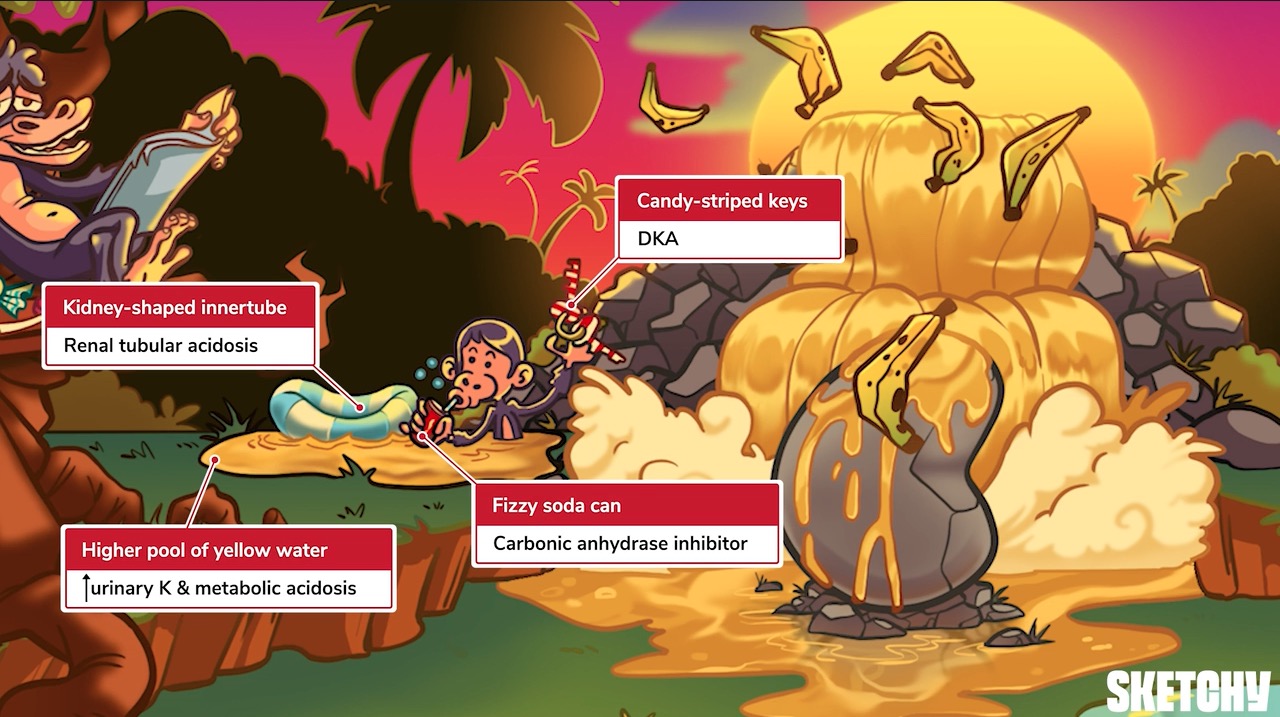 Candy-striped keys
DKA
Kidney-shaped innertube
Renal tubular acidosis
Fizzy soda can
Carbonic anhydrase inhibitor
Higher pool of yellow water
↑urinary K & metabolic acidosis
SKETCHY